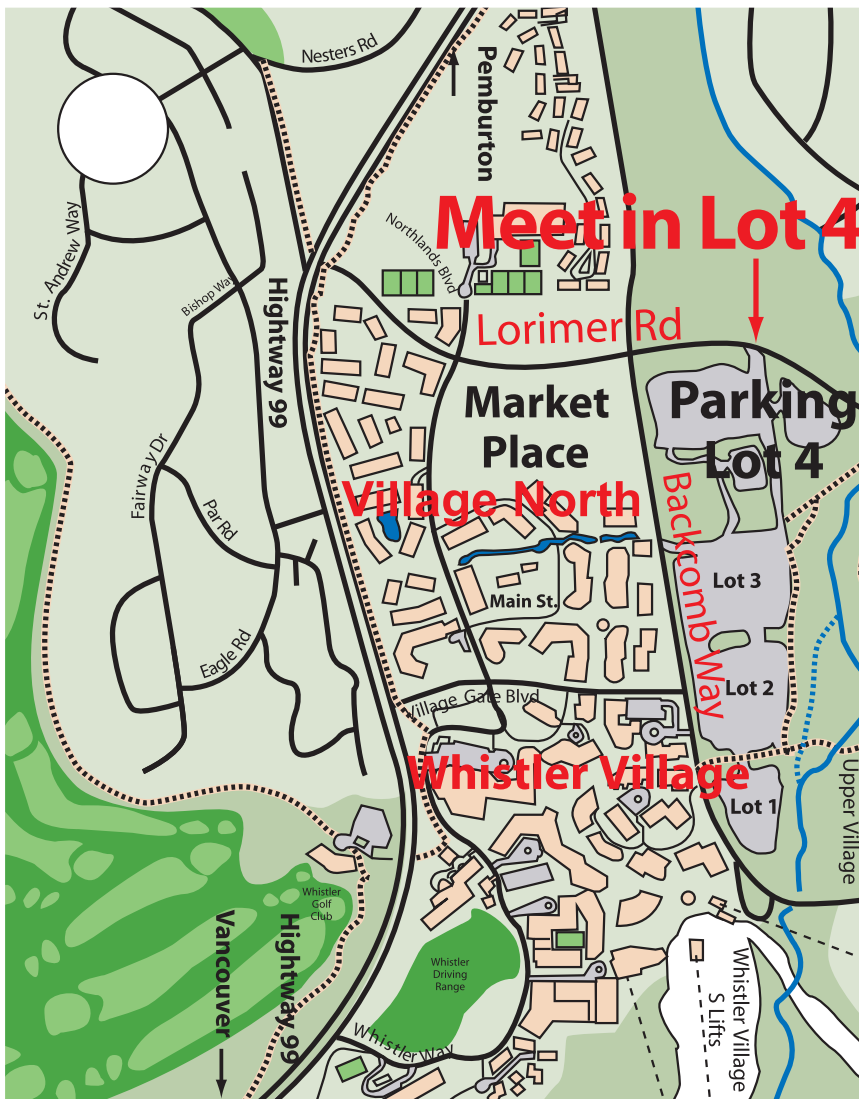 Nesters Rd
Pemburton
Meet in Lot 4
St. Andrew Way
Northlands Blvd
Bishop Way
Hightway 99
Lorimer Rd
Market
Place
Parking
Lot 4
Fairway Dr
Village North
Par Rd
Backcomb Way
Lot 3
Main St.
Eagle Rd
Lot 2
Village Gate Blvd
Whistler Village
Lot 1
Upper Village
Whistler
Golf
Club
Vancouver
Hightway 99
Whistler
Driving
Range
Whistler Village
S Lifts
Whistler Way